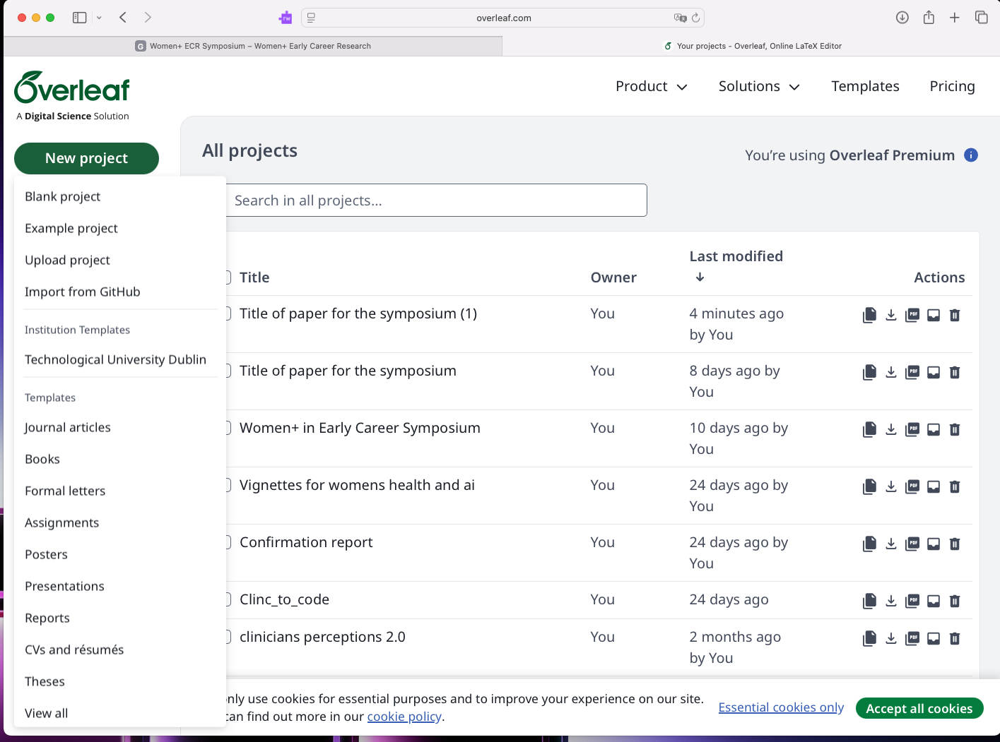 overleaf.com
G Women+ ECR Symposium – Women+ Early Career Research
Your projects - Overleaf, Online LaTeX Editor
Overleaf
A Digital Science Solution
Product
Solutions
Templates
Pricing
New project
Blank project
Example project
Upload project
Import from GitHub
Institution Templates
Technological University Dublin
Templates
Journal articles
Books
Formal letters
Assignments
Posters
Presentations
Reports
CVs and résumés
Theses
View all
All projects
You’re using Overleaf Premium
Search in all projects...
Title Owner Last modified Actions
Title of paper for the symposium (1) You 4 minutes ago
by You
PDF
Title of paper for the symposium You 8 days ago by
You
PDF
Women+ in Early Career Symposium You 10 days ago by
You
PDF
Vignettes for womens health and ai You 24 days ago by
You
PDF
Confirmation report You 24 days ago by
You
PDF
Clinc_to_code You 24 days ago
PDF
clinicians perceptions 2.0 You 2 months ago
by You
PDF
only use cookies for essential purposes and to improve your experience on our site.
can find out more in our cookie policy.
Essential cookies only
Accept all cookies